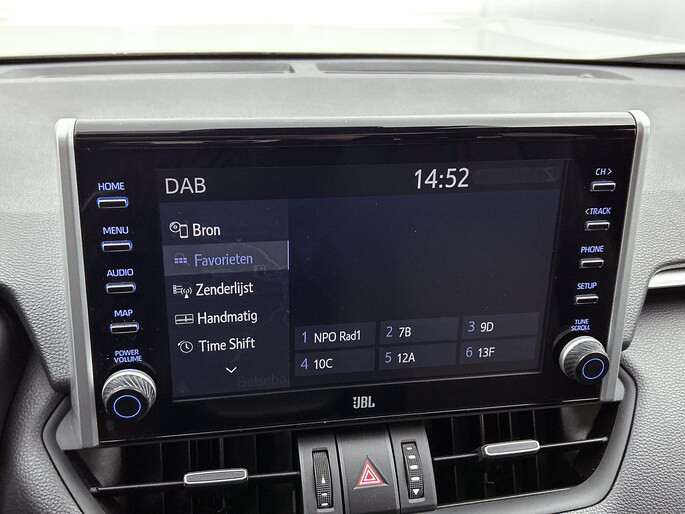 HOME
MENU
AUDIO
MAP
POWER
VOLUME
DAB
14:52
Bron
Favorieten
Zenderlijst
Handmatig
Time Shift
1 NPO Rad1
2 7B
3 9D
4 10C
5 12A
6 13F
CH >
< TRACK
PHONE
SETUP
TUNE
SCROLL
JBL